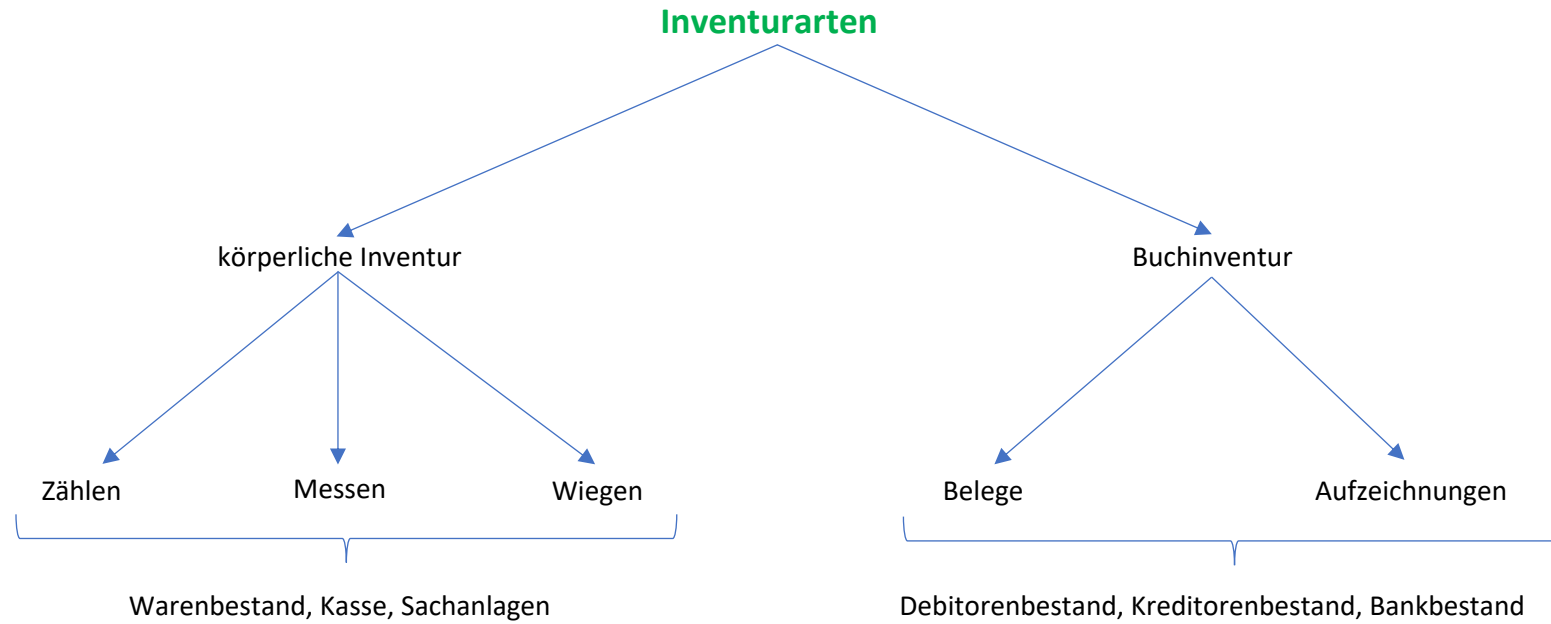 Inventurarten
körperliche Inventur
Buchinventur
Zählen
Messen
Wiegen
Belege
Aufzeichnungen
Warenbestand, Kasse, Sachanlagen
Debitorenbestand, Kreditorenbestand, Bankbestand